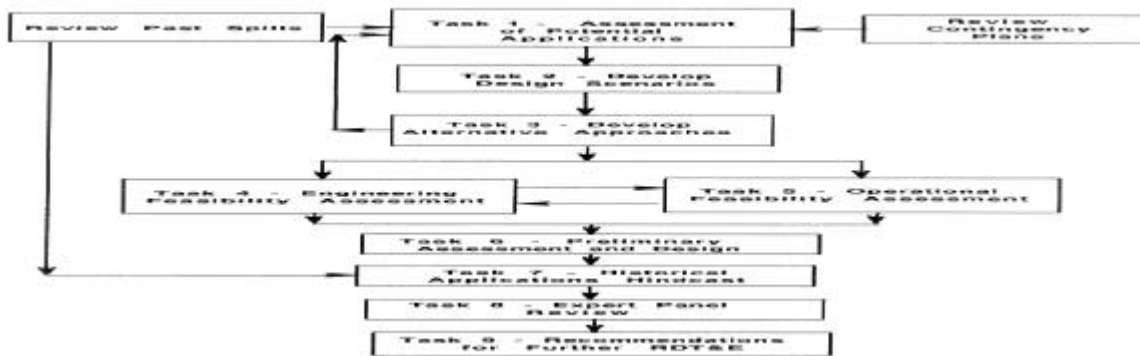 Review Past Spills
Task 1 - Assessment
of Potential
Applications
Review
Contingency
Plans
Task 2 - Develop
Design Scenarios
Task 3 - Develop
Alternative Approaches
Task 4 - Engineering
Feasibility Assessment
Task 5 - Operational
Feasibility Assessment
Task 6 - Preliminary
Assessment and Design
Task 7 - Historical
Applications Hindcast
Task 8 - Expert Panel
Review
Task 9 - Recommendations
for Further RDT&E